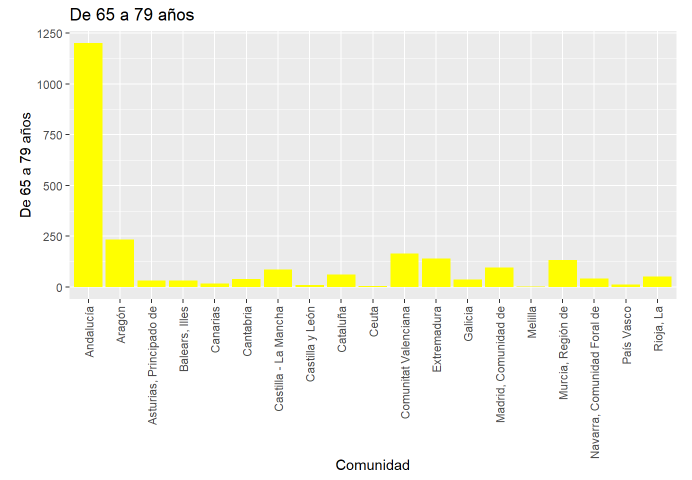 De 65 a 79 años
De 65 a 79 años
1250
1000
750
500
250
0
Andalucía
Aragón
Asturias, Principado de
Balears, Illes
Canarias
Cantabria
Castilla - La Mancha
Castilla y León
Cataluña
Ceuta
Comunitat Valenciana
Extremadura
Galicia
Madrid, Comunidad de
Melilla
Murcia, Región de
Navarra, Comunidad Foral de
País Vasco
Rioja, La
Comunidad